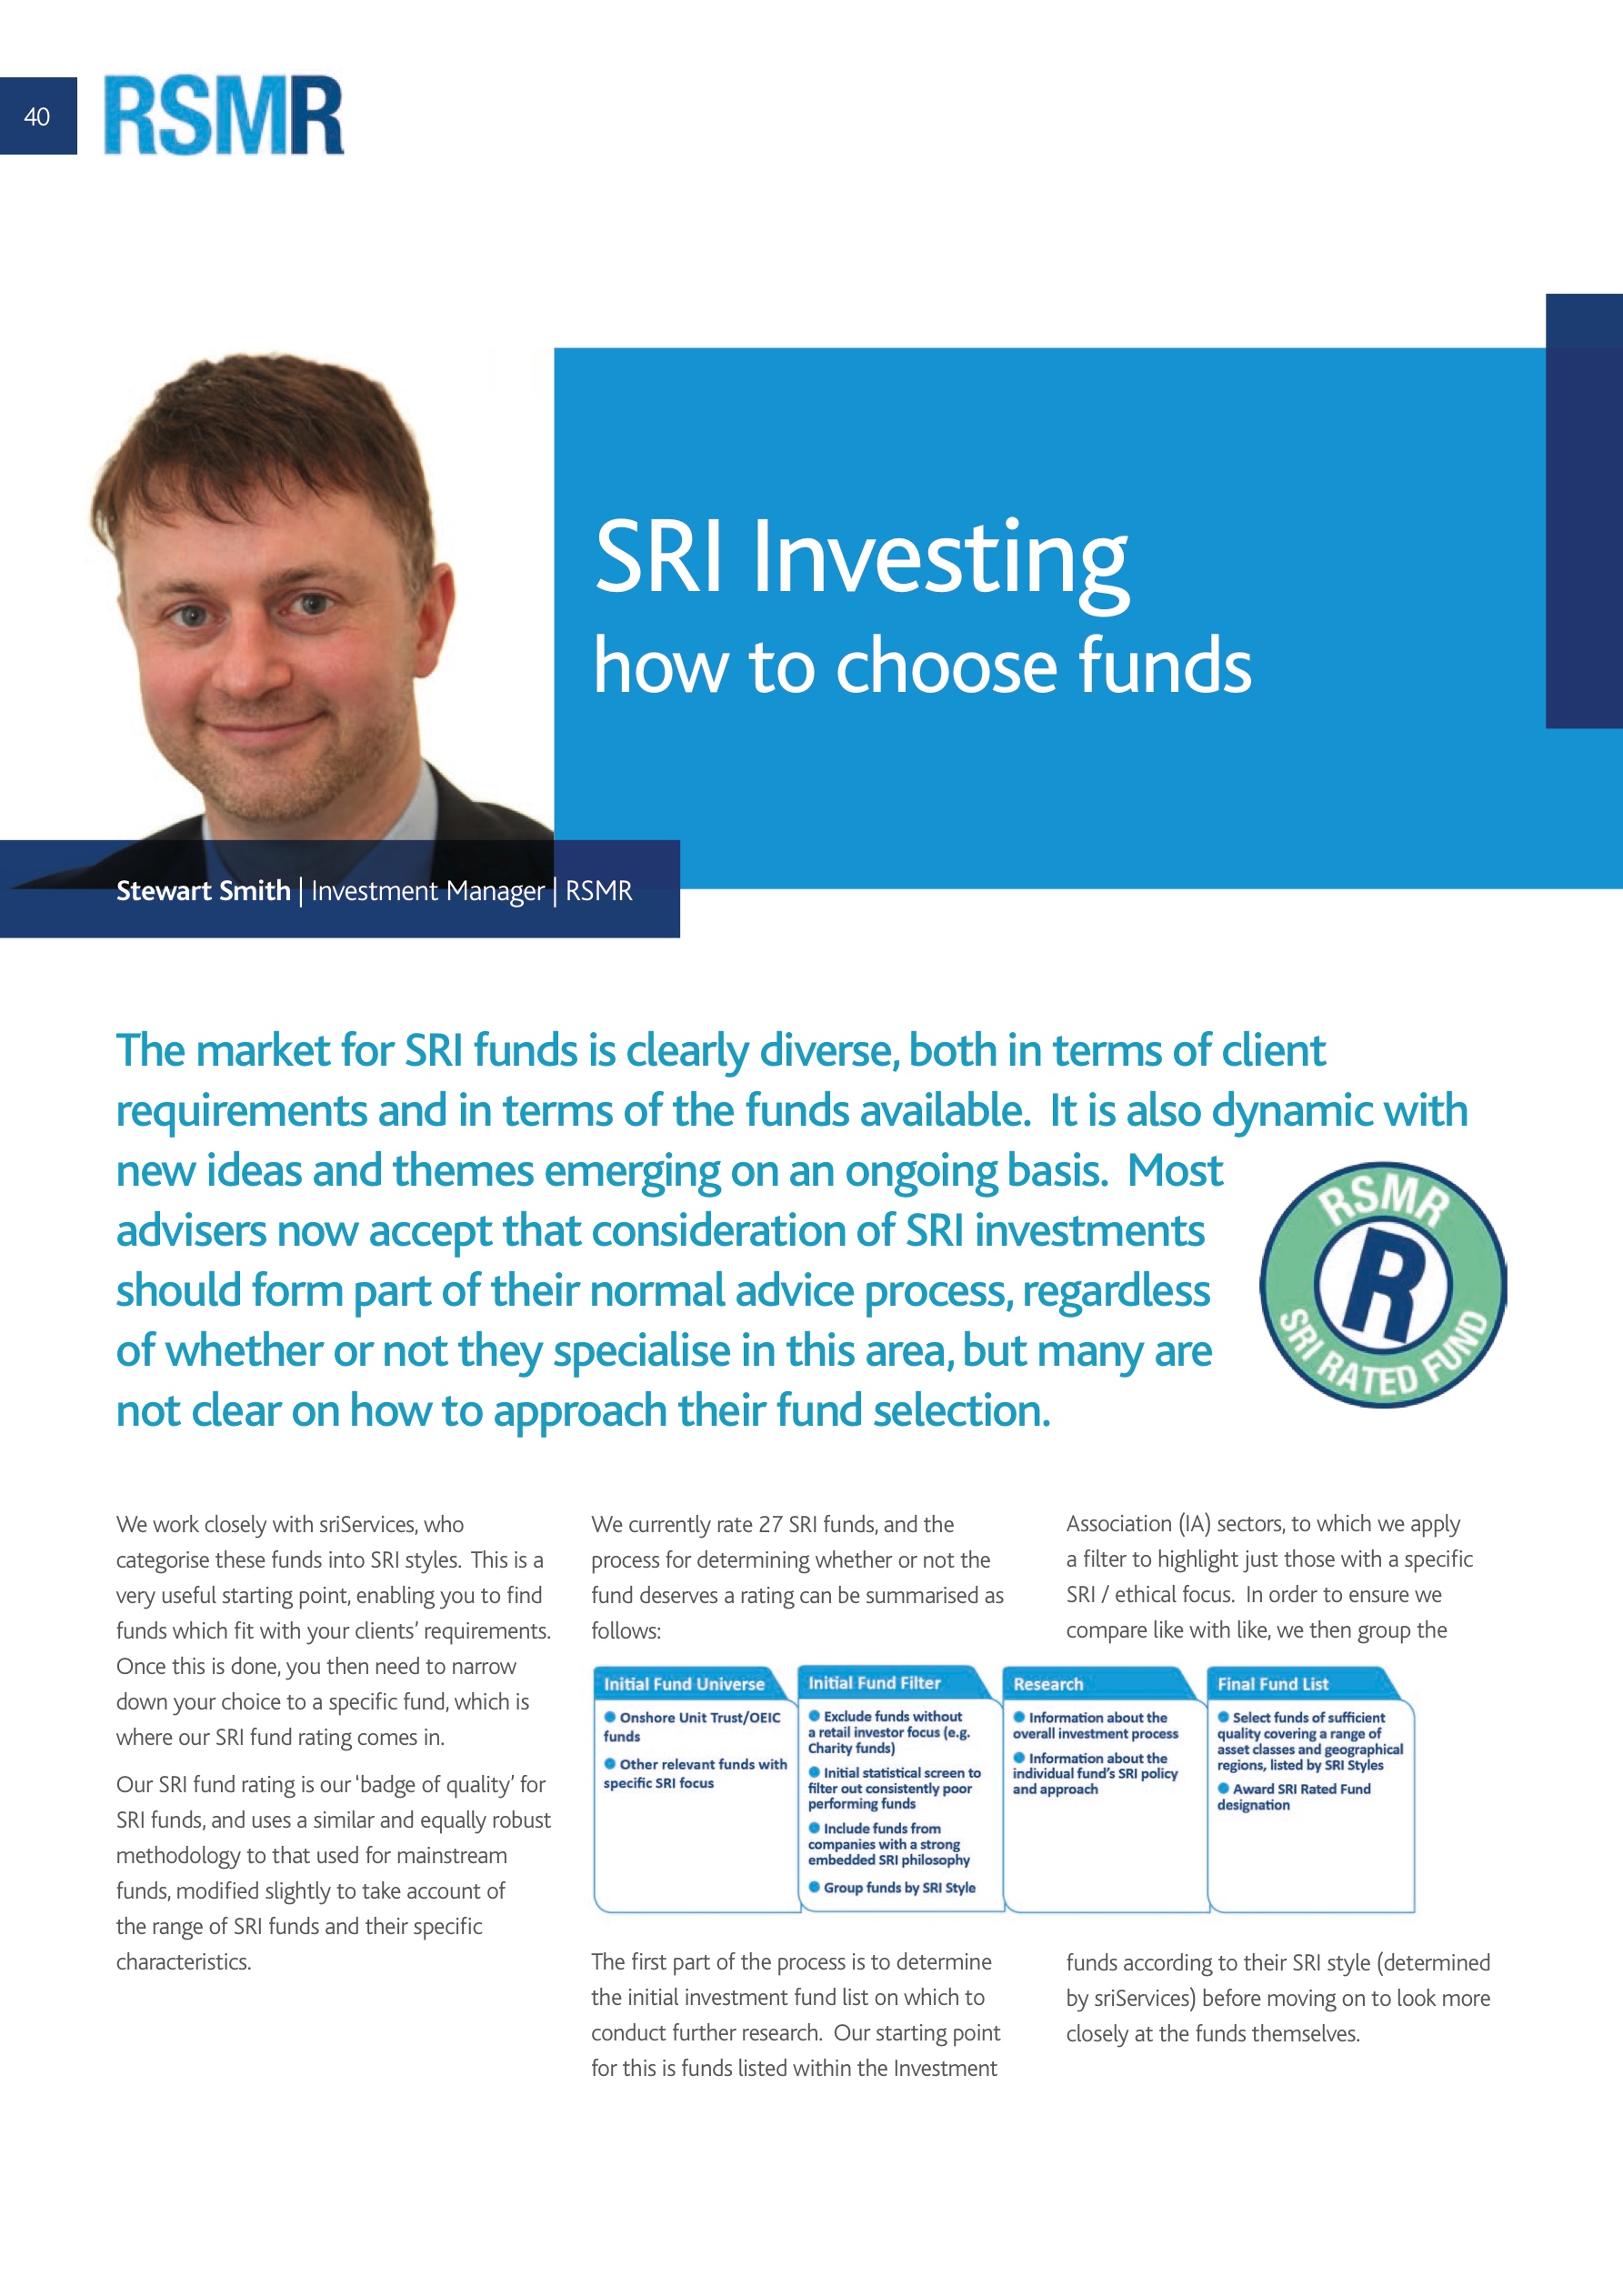 40
RSMR
SRI Investing
how to choose funds
Stewart Smith | Investment Manager | RSMR
The market for SRI funds is clearly diverse, both in terms of client
requirements and in terms of the funds available.  It is also dynamic with
new ideas and themes emerging on an ongoing basis.  Most
advisers now accept that consideration of SRI investments
should form part of their normal advice process, regardless
of whether or not they specialise in this area, but many are
not clear on how to approach their fund selection.
RSMR
R
SRI RATED FUND
We work closely with sriServices, who
categorise these funds into SRI styles.  This is a
very useful starting point, enabling you to find
funds which fit with your clients’ requirements.
Once this is done, you then need to narrow
down your choice to a specific fund, which is
where our SRI fund rating comes in.
Our SRI fund rating is our ‘badge of quality’ for
SRI funds, and uses a similar and equally robust
methodology to that used for mainstream
funds, modified slightly to take account of
the range of SRI funds and their specific
characteristics.
We currently rate 27 SRI funds, and the
process for determining whether or not the
fund deserves a rating can be summarised as
follows:
Initial Fund Universe
● Onshore Unit Trust/OEIC
funds
● Other relevant funds with
specific SRI focus
Initial Fund Filter
● Exclude funds without
a retail investor focus (e.g.
Charity funds)
● Initial statistical screen to
filter out consistently poor
performing funds
● Include funds from
companies with a strong
embedded SRI philosophy
● Group funds by SRI Style
Research
● Information about the
overall investment process
● Information about the
individual fund's SRI policy
and approach
Final Fund List
● Select funds of sufficient
quality covering a range of
asset classes and geographical
regions, listed by SRI Styles
● Award SRI Rated Fund
designation
The first part of the process is to determine
the initial investment fund list on which to
conduct further research.  Our starting point
for this is funds listed within the Investment
Association (IA) sectors, to which we apply
a filter to highlight just those with a specific
SRI / ethical focus.  In order to ensure we
compare like with like, we then group the
funds according to their SRI style (determined
by sriServices) before moving on to look more
closely at the funds themselves.